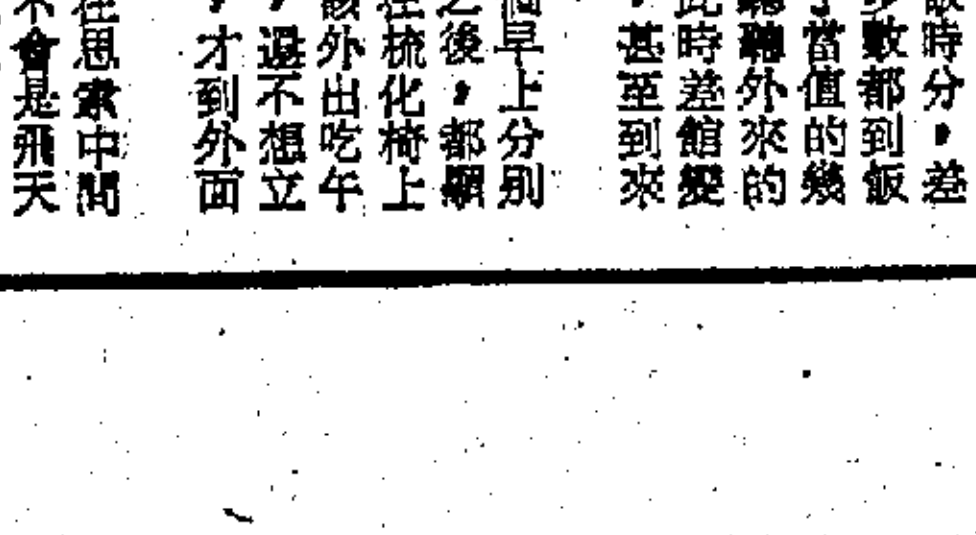 時分，差
數都到飯
當值的幾
聽外來的
此時差館變
，甚至到來
個早上分別
之後，都顯
在梳化椅上
該外出吃午
，還不想立
，才到外面
在思索中間
不會是飛天